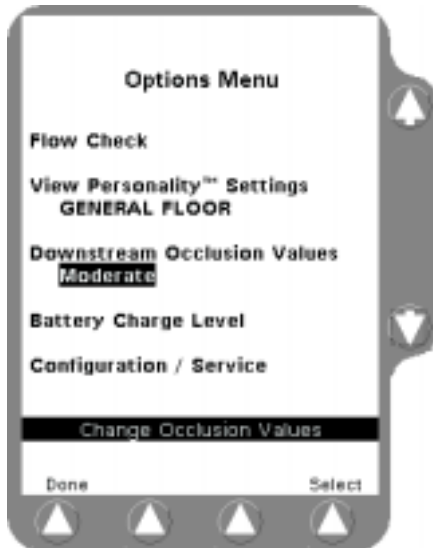 Options Menu
Flow Check
View Personality™ Settings
GENERAL FLOOR
Downstream Occlusion Values
Moderate
Battery Charge Level
Configuration / Service
Change Occlusion Values
Done Select